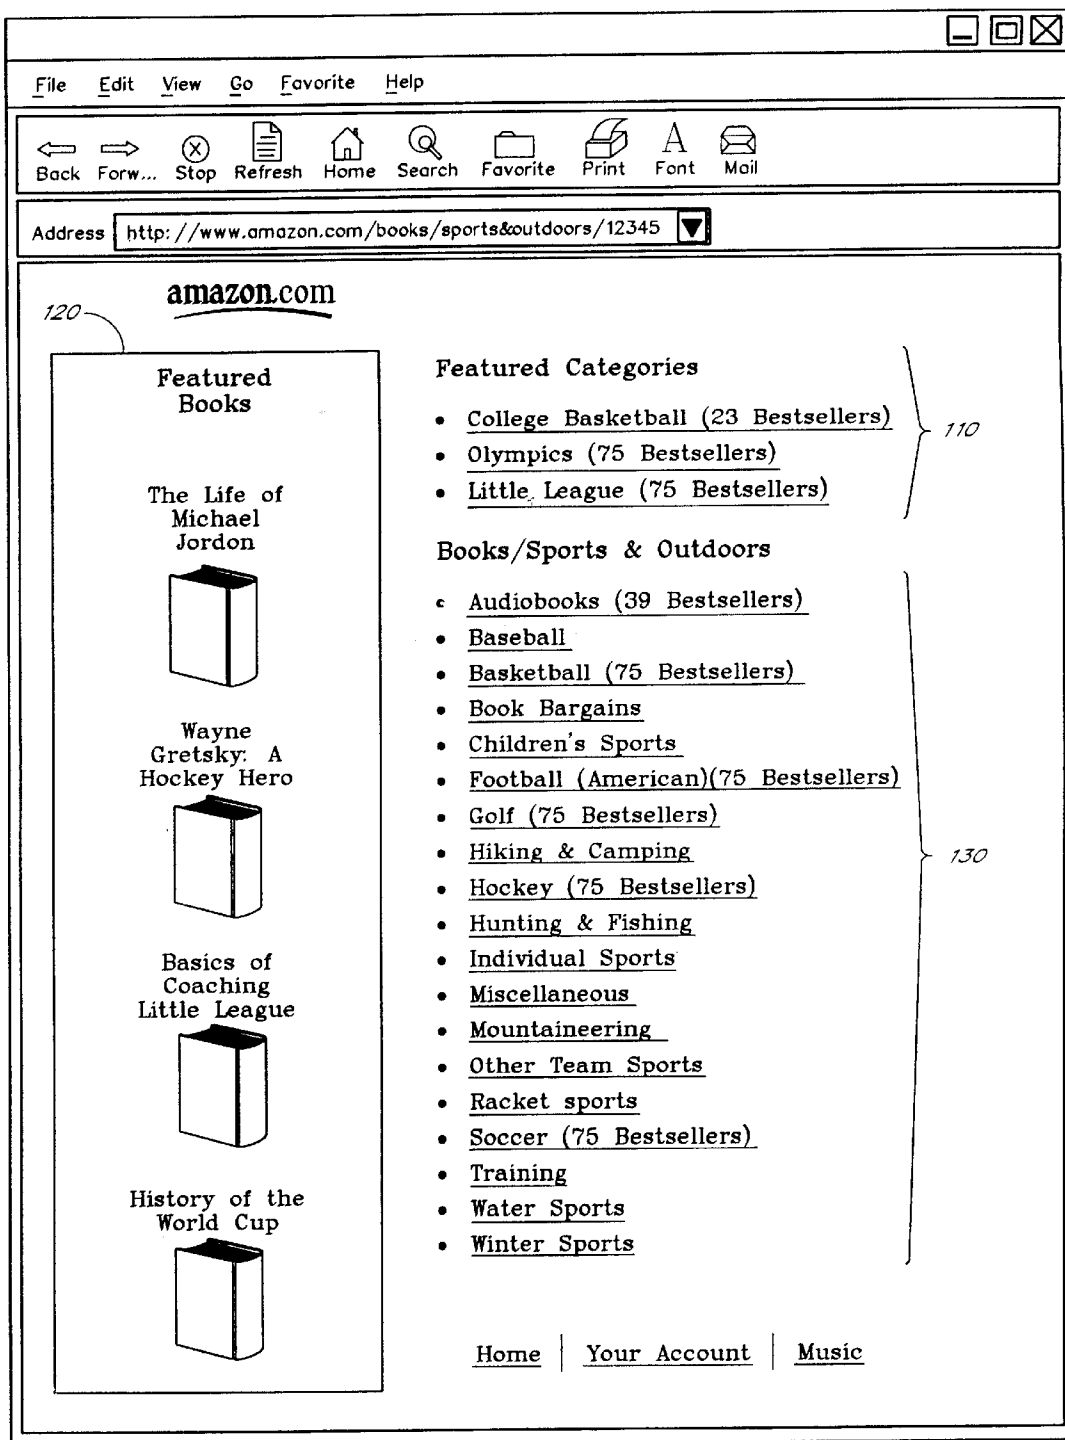 File Edit View Go Favorite Help
Back Forw... Stop Refresh Home Search Favorite Print Font Mail
Address http://www.amazon.com/books/sports&outdoors/12345
amazon.com
120
Featured
Books
The Life of
Michael
Jordon
Wayne
Gretsky: A
Hockey Hero
Basics of
Coaching
Little League
History of the
World Cup
Featured Categories
• College Basketball (23 Bestsellers)
• Olympics (75 Bestsellers)
• Little League (75 Bestsellers)
110
Books/Sports & Outdoors
• Audiobooks (39 Bestsellers)
• Baseball
• Basketball (75 Bestsellers)
• Book Bargains
• Children's Sports
• Football (American)(75 Bestsellers)
• Golf (75 Bestsellers)
• Hiking & Camping
• Hockey (75 Bestsellers)
• Hunting & Fishing
• Individual Sports
• Miscellaneous
• Mountaineering
• Other Team Sports
• Racket sports
• Soccer (75 Bestsellers)
• Training
• Water Sports
• Winter Sports
130
Home | Your Account | Music